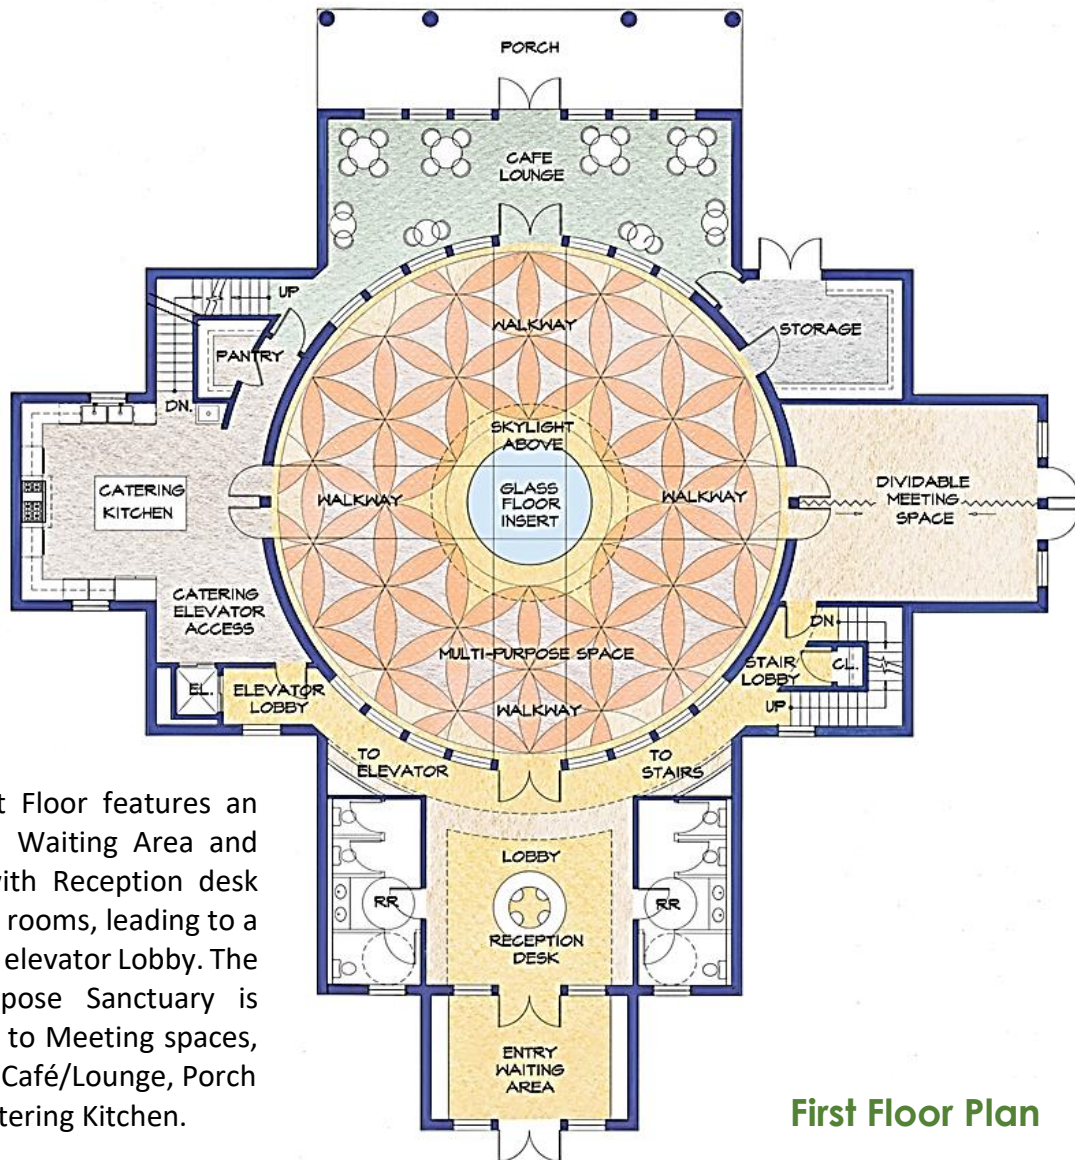 PORCH
CAFE
LOUNGE
UP
WALKWAY
STORAGE
PANTRY
DN.
SKYLIGHT
ABOVE
GLASS
FLOOR
INSERT
CATERING
KITCHEN
WALKWAY
WALKWAY
DIVIDABLE
MEETING
SPACE
CATERING
ELEVATOR
ACCESS
DN
MULTI-PURPOSE SPACE
STAIR
LOBBY
CL.
EL.
ELEVATOR
LOBBY
WALKWAY
UP
TO
ELEVATOR
TO
STAIRS
t Floor features an
Waiting Area and
with Reception desk
rooms, leading to a
elevator Lobby. The
pose Sanctuary is
to Meeting spaces,
Café/Lounge, Porch
tering Kitchen.
LOBBY
RR
RR
RECEPTION
DESK
ENTRY
WAITING
AREA
First Floor Plan